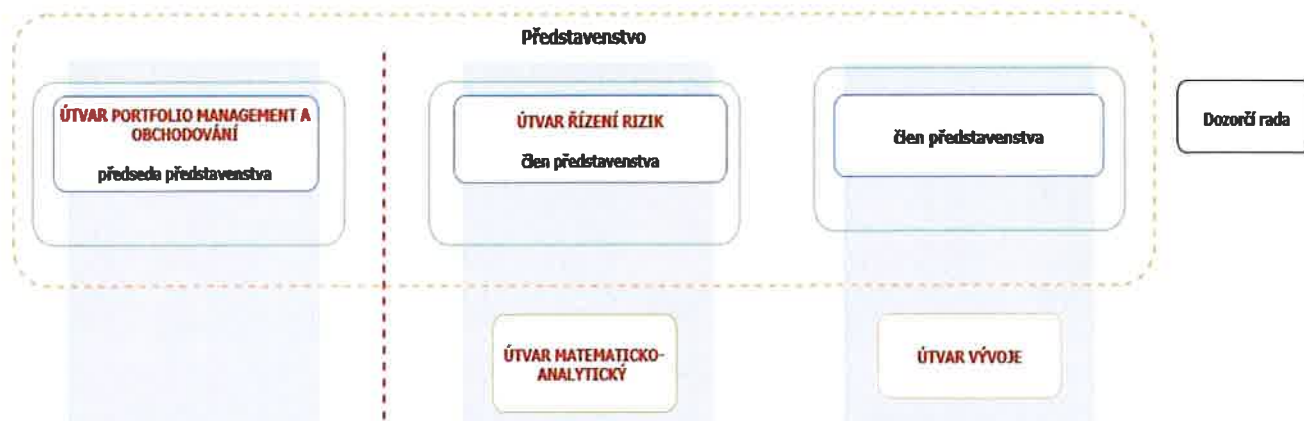 Představenstvo
ÚTVAR PORTFOLIO MANAGEMENT A
OBCHODOVÁNÍ
předseda představenstva
ÚTVAR ŘÍZENÍ RIZIK
člen představenstva
člen představenstva
Dozorčí rada
ÚTVAR MATEMATICKO-
ANALYTICKÝ
ÚTVAR VÝVOJE